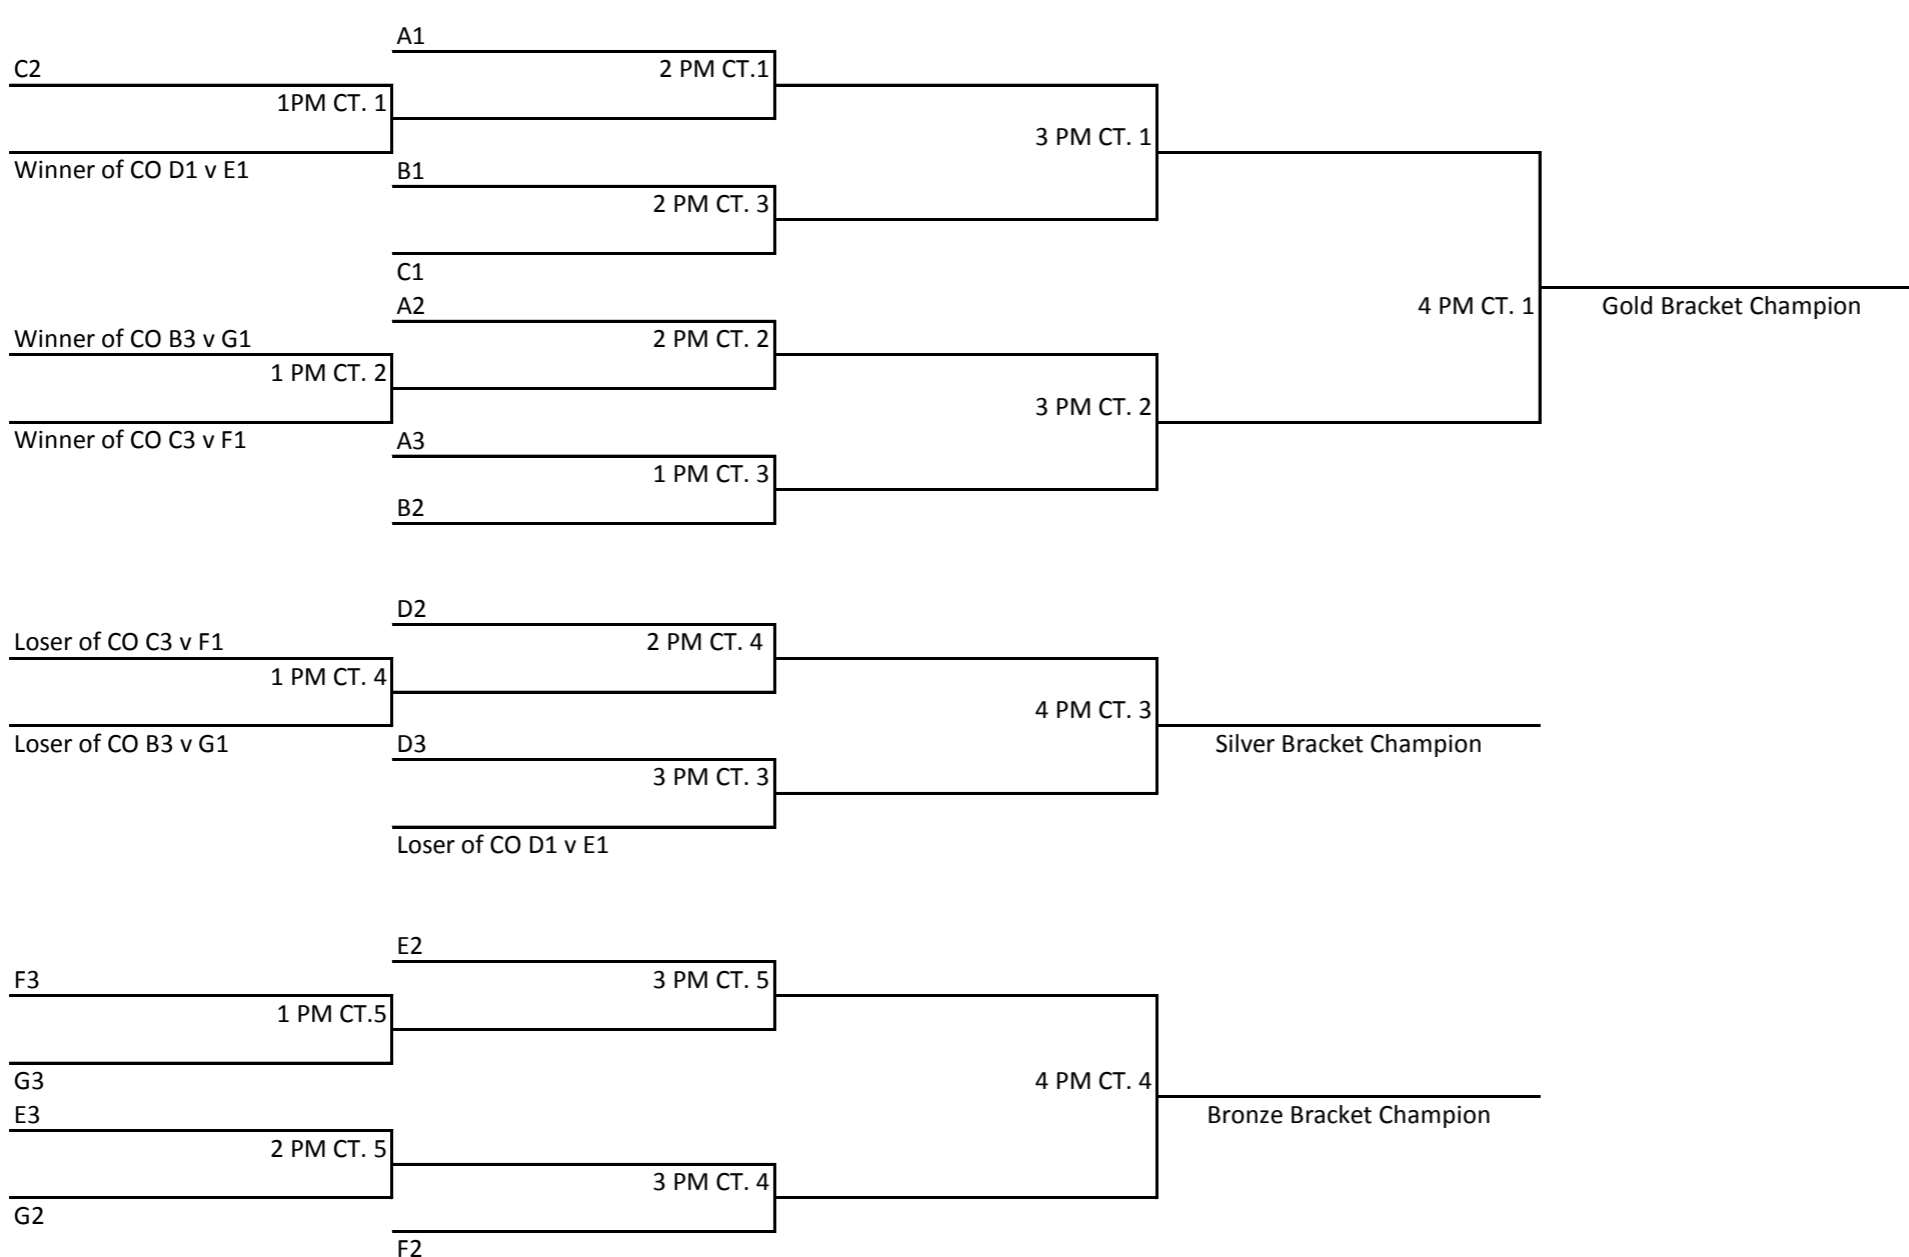 A1
C2
2 PM CT.1
1PM CT. 1
3 PM CT. 1
Winner of CO D1 v E1
B1
2 PM CT. 3
C1
A2
4 PM CT. 1
Gold Bracket Champion
Winner of CO B3 v G1
2 PM CT. 2
1 PM CT. 2
3 PM CT. 2
Winner of CO C3 v F1
A3
1 PM CT. 3
B2
D2
Loser of CO C3 v F1
2 PM CT. 4
1 PM CT. 4
4 PM CT. 3
Loser of CO B3 v G1
D3
Silver Bracket Champion
3 PM CT. 3
Loser of CO D1 v E1
E2
F3
3 PM CT. 5
1 PM CT.5
G3
4 PM CT. 4
E3
Bronze Bracket Champion
2 PM CT. 5
3 PM CT. 4
G2
F2